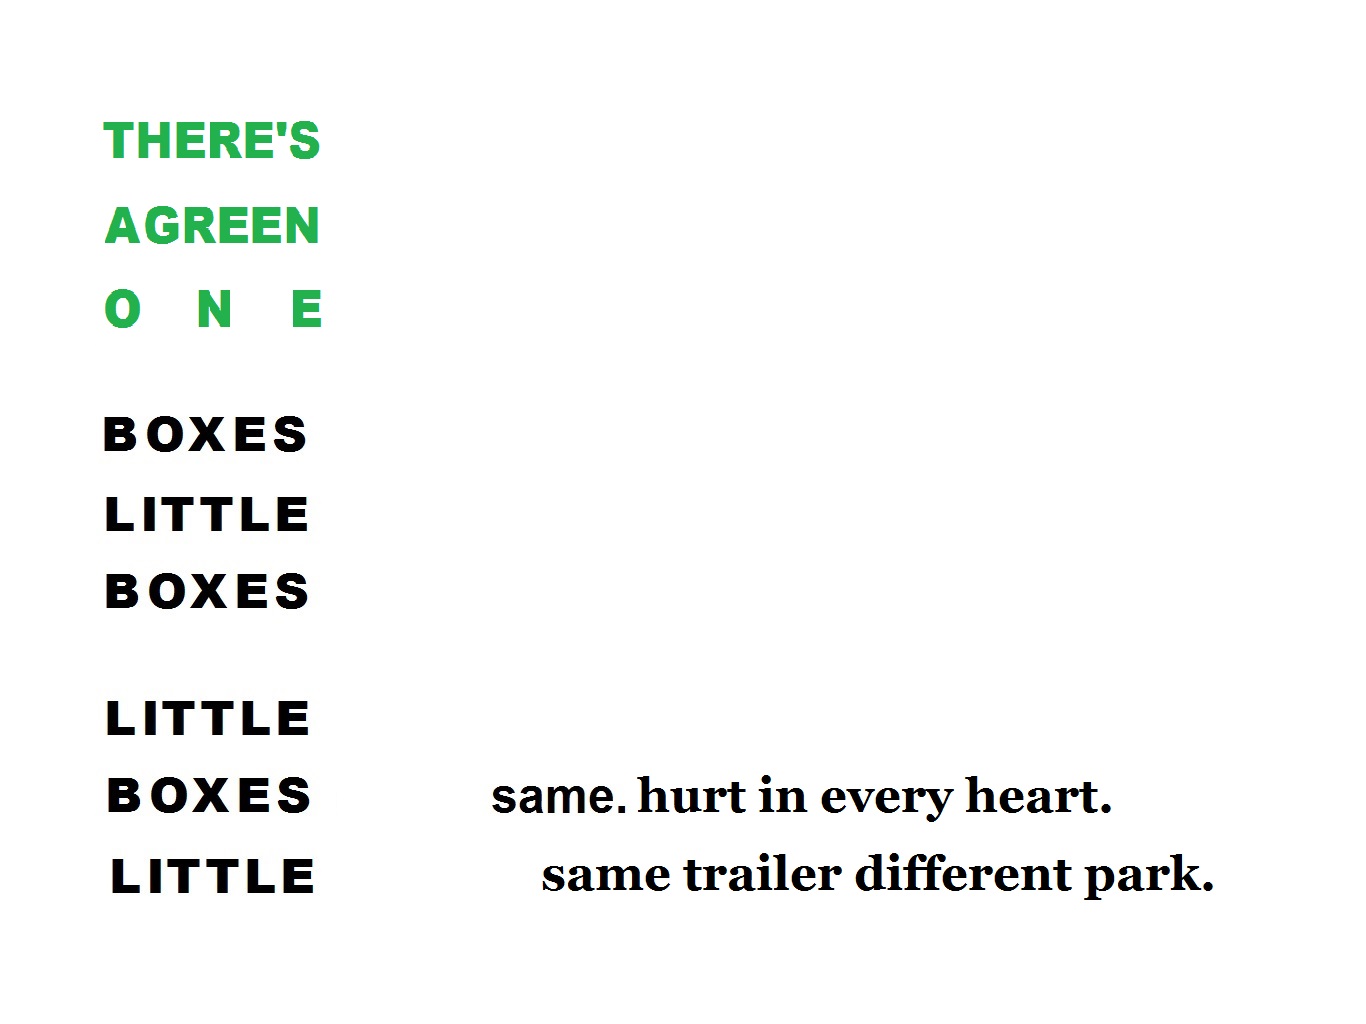 THERE'S
AGREEN
O N E
BOXES
LITTLE
BOXES
LITTLE
BOXES same. hurt in every heart.
LITTLE same trailer different park.